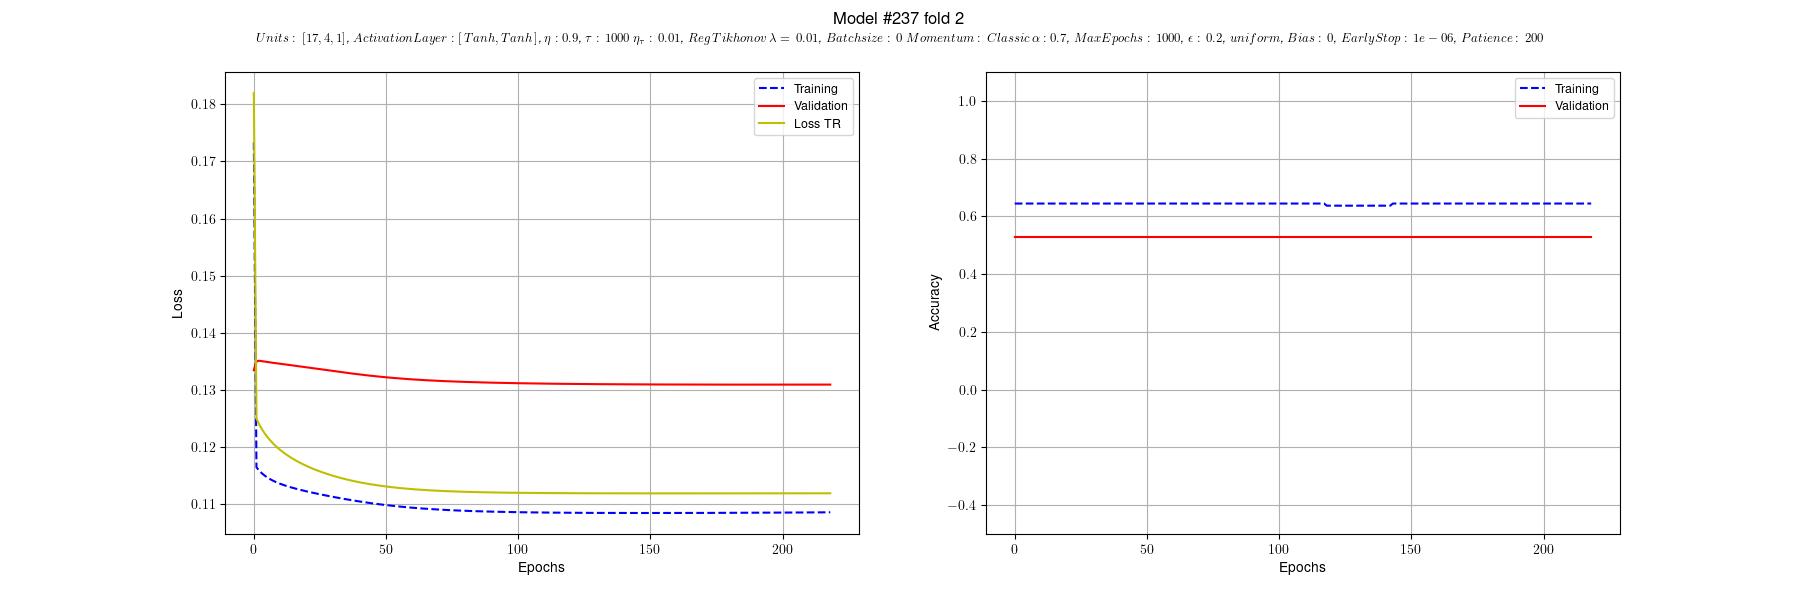 Model #237 fold 2
Units : [17, 4, 1], ActivationLayer : [Tanh, Tanh], η : 0.9, τ : 1000 ητ : 0.01, RegTikhonov λ = 0.01, Batchsize : 0 Momentum : Classic α : 0.7, MaxEpochs : 1000, ϵ : 0.2, uniform, Bias : 0, EarlyStop : 1e − 06, Patience : 200
Loss
0.18
0.17
0.16
0.15
0.14
0.13
0.12
0.11
0 50 100 150 200
Epochs
Training
Validation
Loss TR
Accuracy
1.0
0.8
0.6
0.4
0.2
0.0
−0.2
−0.4
0 50 100 150 200
Epochs
Training
Validation